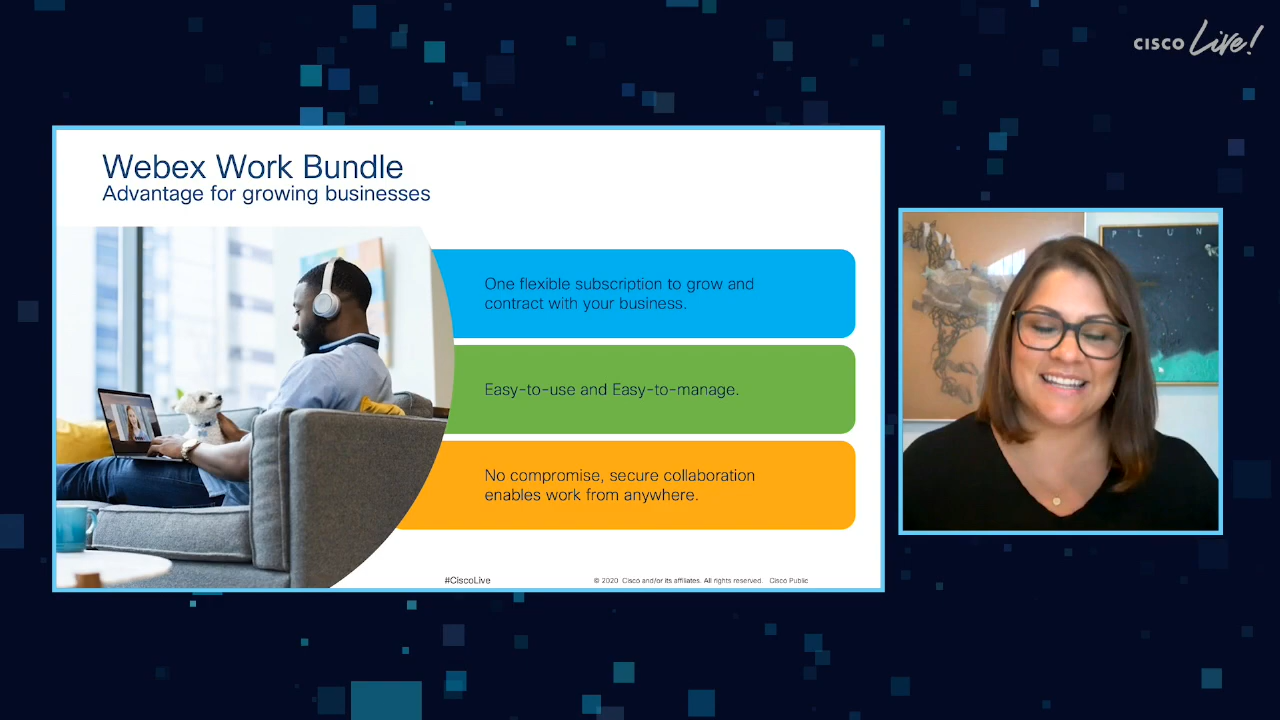 CISCO Live!
Webex Work Bundle
Advantage for growing businesses
One flexible subscription to grow and
contract with your business.
Easy-to-use and Easy-to-manage.
No compromise, secure collaboration
enables work from anywhere.
#CiscoLive
© 2020 Cisco and/or its affiliates. All rights reserved. Cisco Public
P L U N